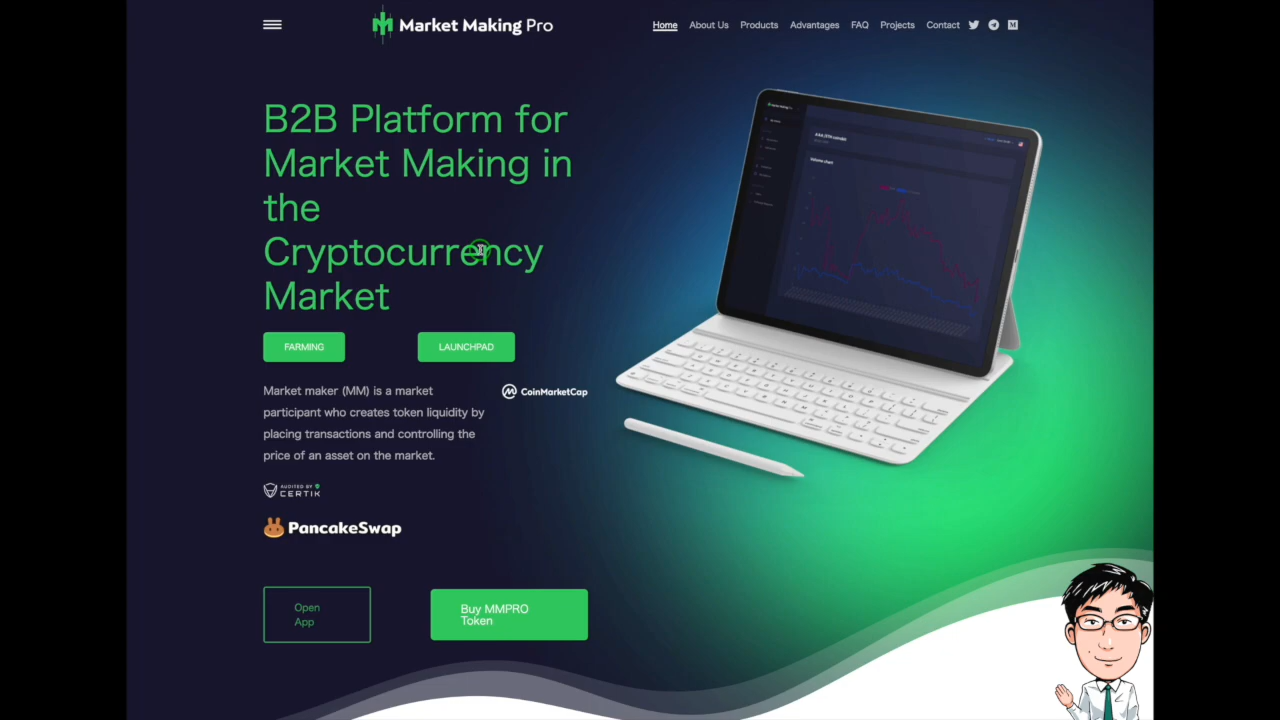 Market Making Pro
Home About Us Products Advantages FAQ Projects Contact
B2B Platform for
Market Making in
the
Cryptocurrency
Market
FARMING LAUNCHPAD
Market maker (MM) is a market
participant who creates token liquidity by
placing transactions and controlling the
price of an asset on the market.
CoinMarketCap
AUDITED BY
CERTIK
PancakeSwap
Open
App
Buy MMPRO
Token
Volume chart